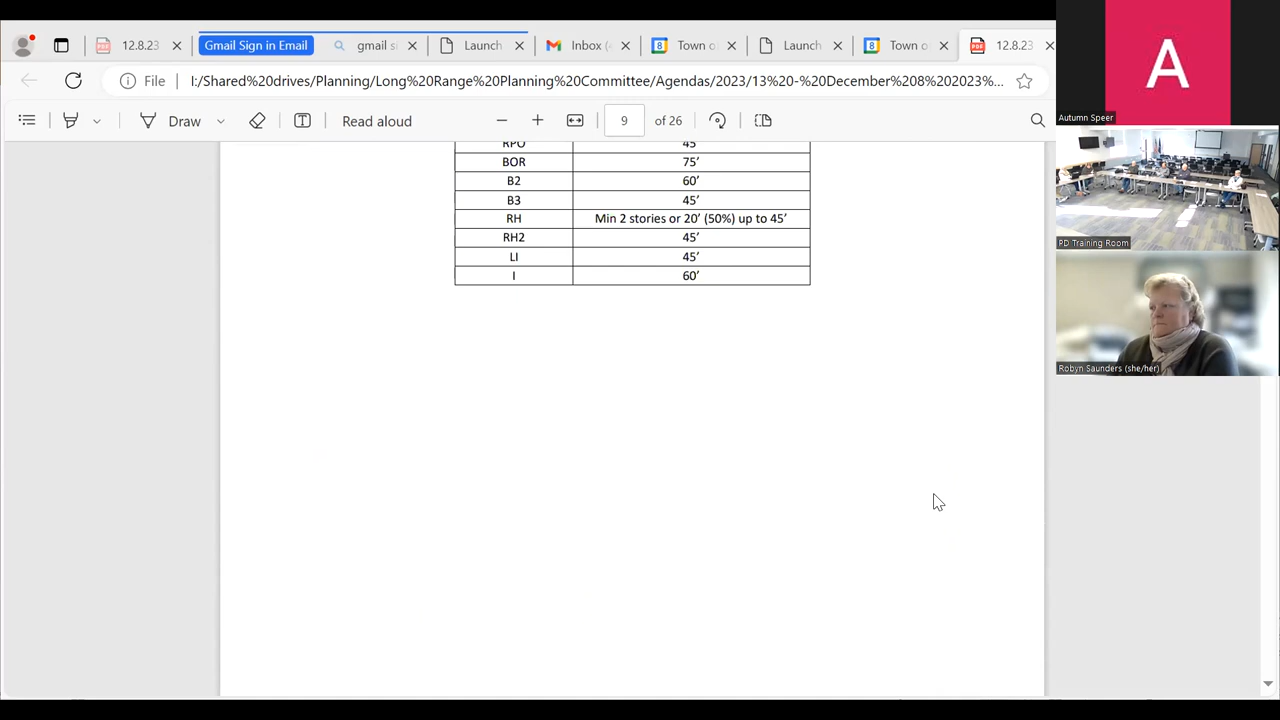 12.8.23
Gmail Sign in Email
gmail si
Launch
Inbox (
Town o
Launch
Town o
12.8.23
File
I:/Shared%20drives/Planning/Long%20Range%20Planning%20Committee/Agendas/2023/13%20-%20December%208%202023%...
Draw
Read aloud
9 of 26
RPO 45'
BOR 75'
B2 60'
B3 45'
RH Min 2 stories or 20' (50%) up to 45'
RH2 45'
LI 45'
I 60'
A
Autumn Speer
PD Training Room
Robyn Saunders (she/her)